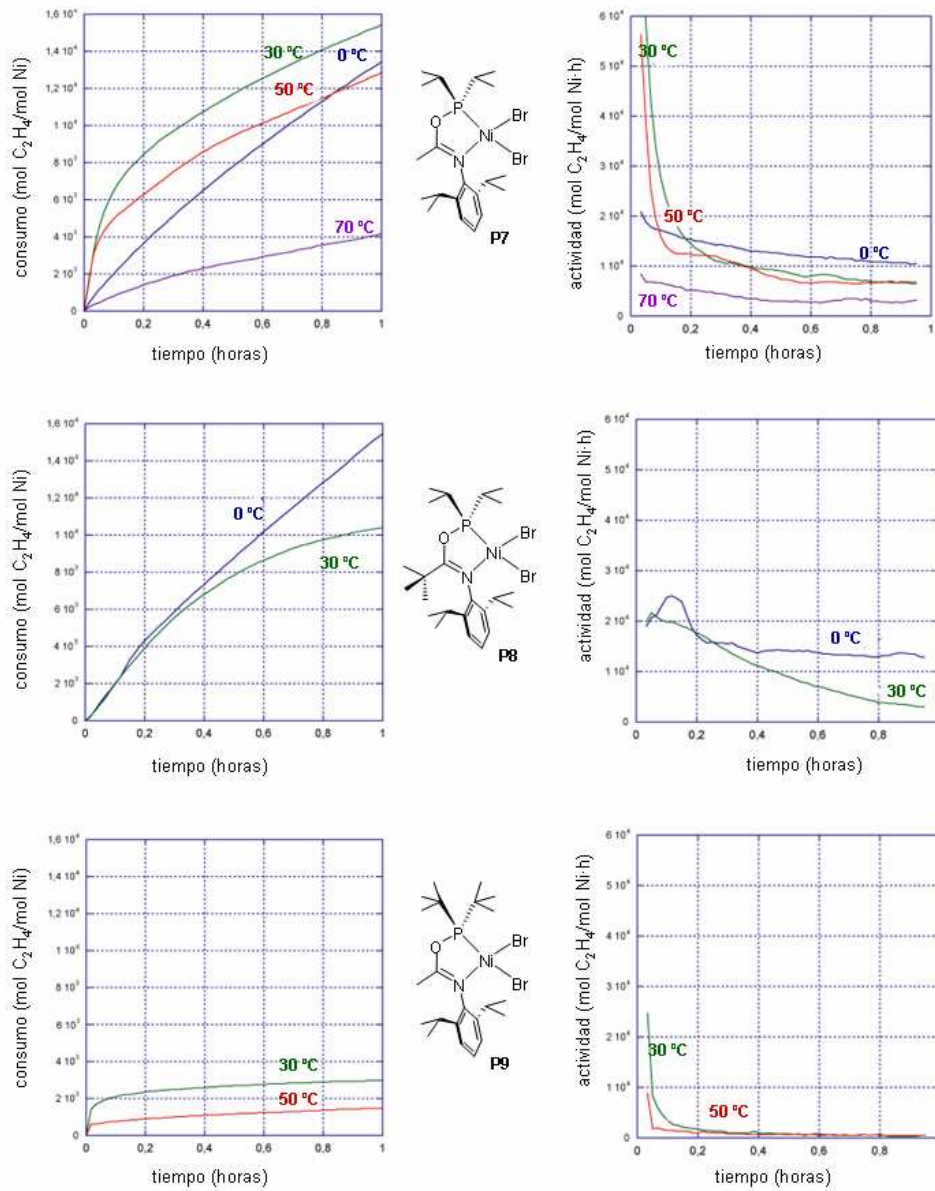 consumo (mol C2H4/mol Ni)
1,6 10⁴
1,4 10⁴
1,2 10⁴
1 10⁴
8 10³
6 10³
4 10³
2 10³
0
30 ºC
0 ºC
50 ºC
70 ºC
0 0,2 0,4 0,6 0,8 1
tiempo (horas)
P
O
Ni
Br
Br
N
P7
actividad (mol C2H4/mol Ni·h)
6 10⁴
5 10⁴
4 10⁴
3 10⁴
2 10⁴
1 10⁴
0
30 ºC
50 ºC
0 ºC
70 ºC
0 0,2 0,4 0,6 0,8 1
tiempo (horas)
consumo (mol C2H4/mol Ni)
1,6 10⁴
1,4 10⁴
1,2 10⁴
1 10⁴
8 10³
6 10³
4 10³
2 10³
0
0 ºC
30 ºC
0 0,2 0,4 0,6 0,8 1
tiempo (horas)
P
O
Ni
Br
Br
N
P8
actividad (mol C2H4/mol Ni·h)
6 10⁴
5 10⁴
4 10⁴
3 10⁴
2 10⁴
1 10⁴
0
0 ºC
30 ºC
0 0,2 0,4 0,6 0,8
tiempo (horas)
consumo (mol C2H4/mol Ni)
1,6 10⁴
1,4 10⁴
1,2 10⁴
1 10⁴
8 10³
6 10³
4 10³
2 10³
0
30 ºC
50 ºC
0 0,2 0,4 0,6 0,8 1
tiempo (horas)
P
O
Ni
Br
Br
N
P9
actividad (mol C2H4/mol Ni·h)
6 10⁴
5 10⁴
4 10⁴
3 10⁴
2 10⁴
1 10⁴
0
30 ºC
50 ºC
0 0,2 0,4 0,6 0,8
tiempo (horas)